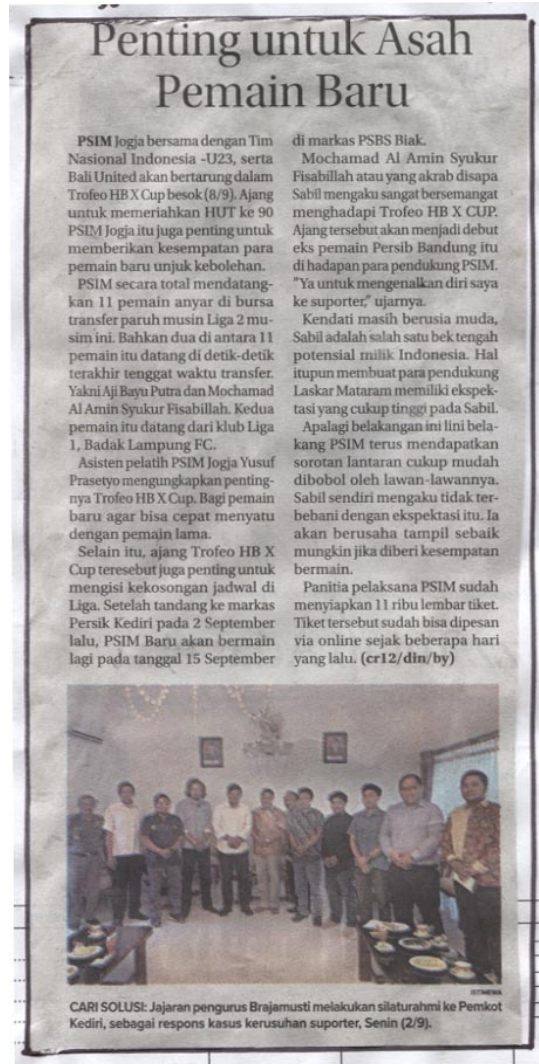 Penting untuk Asah
Pemain Baru
PSIM Jogja bersama dengan Tim
Nasional Indonesia -U23, serta
Bali United akan bertarung dalam
Trofeo HB X Cup besok (8/9). Ajang
untuk memeriahkan HUT ke 90
PSIM Jogja itu juga penting untuk
memberikan kesempatan para
pemain baru unjuk kebolehan.
PSIM secara total mendatang-
kan 11 pemain anyar di bursa
transfer paruh musin Liga 2 mu-
sim ini. Bahkan dua di antara 11
pemain itu datang di detik-detik
terakhir tenggat waktu transfer.
Yakni Aji Bayu Putra dan Mochamad
Al Amin Syukur Fisabillah. Kedua
pemain itu datang dari klub Liga
1, Badak Lampung FC.
Asisten pelatih PSIM Jogja Yusuf
Prasetyo mengungkapkan penting-
nya Trofeo HB X Cup. Bagi pemain
baru agar bisa cepat menyatu
dengan pemain lama.
Selain itu, ajang Trofeo HB X
Cup teresebut juga penting untuk
mengisi kekosongan jadwal di
Liga. Setelah tandang ke markas
Persik Kediri pada 2 September
lalu, PSIM Baru akan bermain
lagi pada tanggal 15 September
di markas PSBS Biak.
Mochamad Al Amin Syukur
Fisabillah atau yang akrab disapa
Sabil mengaku sangat bersemangat
menghadapi Trofeo HB X CUP.
Ajang tersebut akan menjadi debut
eks pemain Persib Bandung itu
di hadapan para pendukung PSIM.
"Ya untuk mengenalkan diri saya
ke suporter," ujarnya.
Kendati masih berusia muda,
Sabil adalah salah satu bek tengah
potensial milik Indonesia. Hal
itupun membuat para pendukung
Laskar Mataram memiliki ekspek-
tasi yang cukup tinggi pada Sabil.
Apalagi belakangan ini lini bela-
kang PSIM terus mendapatkan
sorotan lantaran cukup mudah
dibobol oleh lawan-lawannya.
Sabil sendiri mengaku tidak ter-
bebani dengan ekspektasi itu. Ia
akan berusaha tampil sebaik
mungkin jika diberi kesempatan
bermain.
Panitia pelaksana PSIM sudah
menyiapkan 11 ribu lembar tiket.
Tiket tersebut sudah bisa dipesan
via online sejak beberapa hari
yang lalu. (cr12/din/by)
ISTIMEWA
CARI SOLUSI: Jajaran pengurus Brajamusti melakukan silaturahmi ke Pemkot
Kediri, sebagai respons kasus kerusuhan suporter, Senin (2/9).